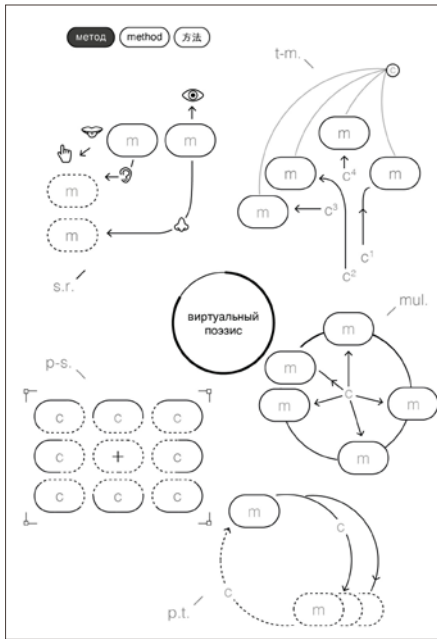 метод method 方法
t-m.
c
m m m
m m
m
m c⁴
m c³
c¹
c²
s.r.
виртуальный
поэзис
mul.
m
m
c
m m
m
p-s.
c c c
c + c
c c c
m
c
c
m
p.t.